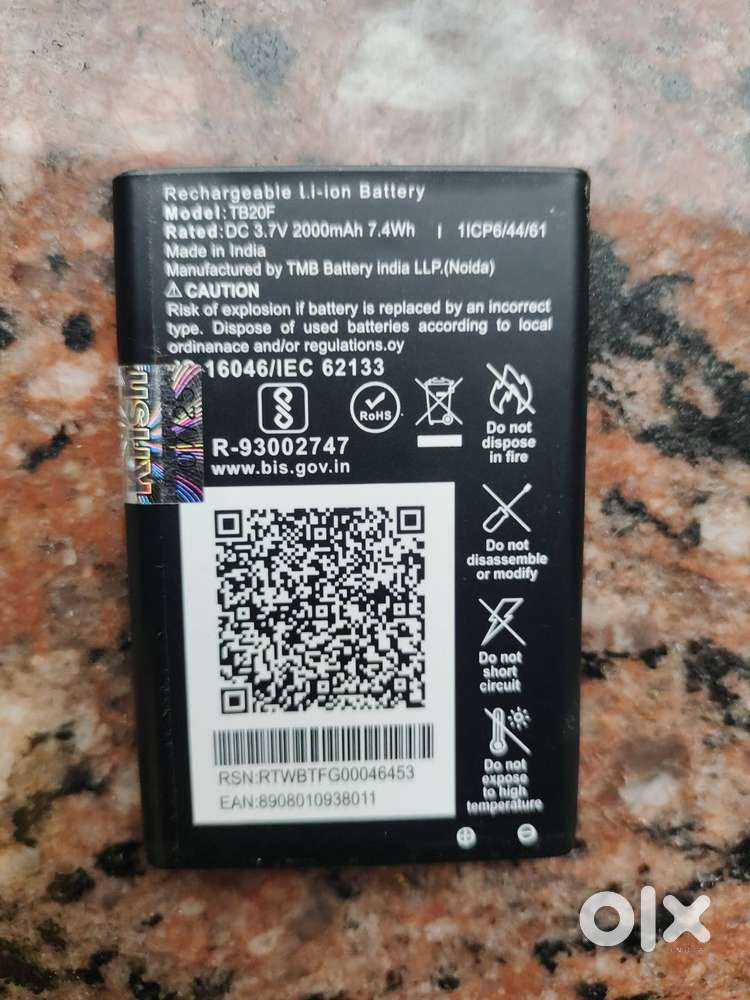 Rechargeable Li-ion Battery
Model: TB20F
Rated: DC 3.7V 2000mAh 7.4Wh | 1ICP6/44/61
Made in India
Manufactured by TMB Battery India LLP.(Noida)
⚠ CAUTION
Risk of explosion if battery is replaced by an incorrect
type. Dispose of used batteries according to local
ordinanace and/or regulations.oy
16046/IEC 62133
RoHS
R-93002747
www.bis.gov.in
Do not
dispose
in fire
Do not
disassemble
or modify
Do not
short
circuit
Do not
expose
to high
temperature
RSN:RTWBTFG00046453
EAN:8908010938011
olx